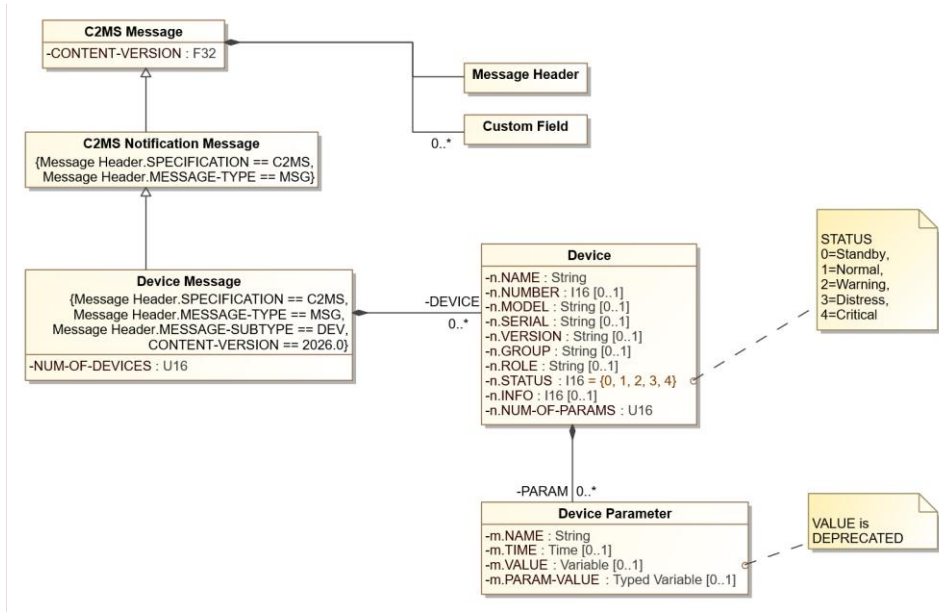 C2MS Message
-CONTENT-VERSION : F32
Message Header
Custom Field
0..*
C2MS Notification Message
{Message Header.SPECIFICATION == C2MS,
Message Header.MESSAGE-TYPE == MSG}
Device Message
{Message Header.SPECIFICATION == C2MS,
Message Header.MESSAGE-TYPE == MSG,
Message Header.MESSAGE-SUBTYPE == DEV,
CONTENT-VERSION == 2026.0}
-NUM-OF-DEVICES : U16
-DEVICE
0..*
Device
-n.NAME : String
-n.NUMBER : I16 [0..1]
-n.MODEL : String [0..1]
-n.SERIAL : String [0..1]
-n.VERSION : String [0..1]
-n.GROUP : String [0..1]
-n.ROLE : String [0..1]
-n.STATUS : I16 = {0, 1, 2, 3, 4}
-n.INFO : I16 [0..1]
-n.NUM-OF-PARAMS : U16
STATUS
0=Standby,
1=Normal,
2=Warning,
3=Distress,
4=Critical
-PARAM 0..*
Device Parameter
-m.NAME : String
-m.TIME : Time [0..1]
-m.VALUE : Variable [0..1]
-m.PARAM-VALUE : Typed Variable [0..1]
VALUE is
DEPRECATED